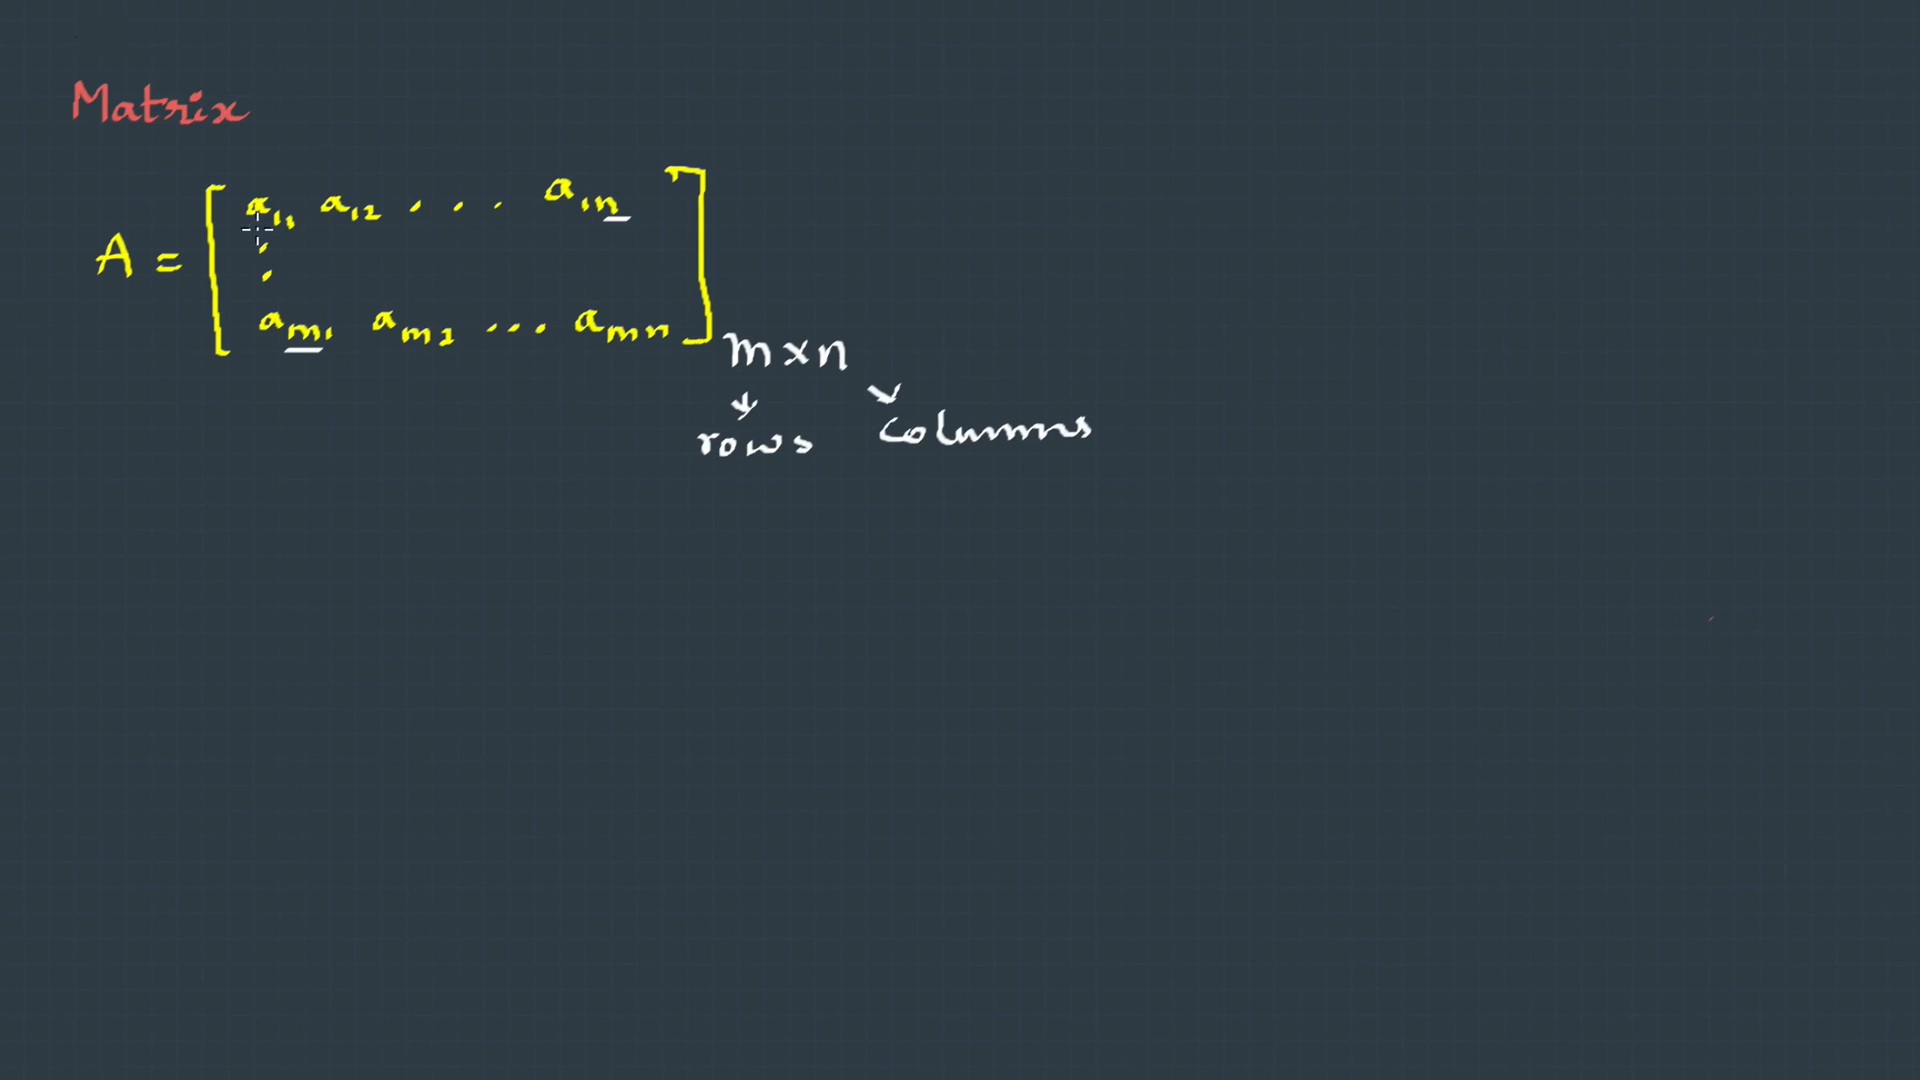 Matrix
A = [ a11 a12 . . . a1n
.
.
am1 am2 ... amn ] m×n
↓ ↘
rows columns